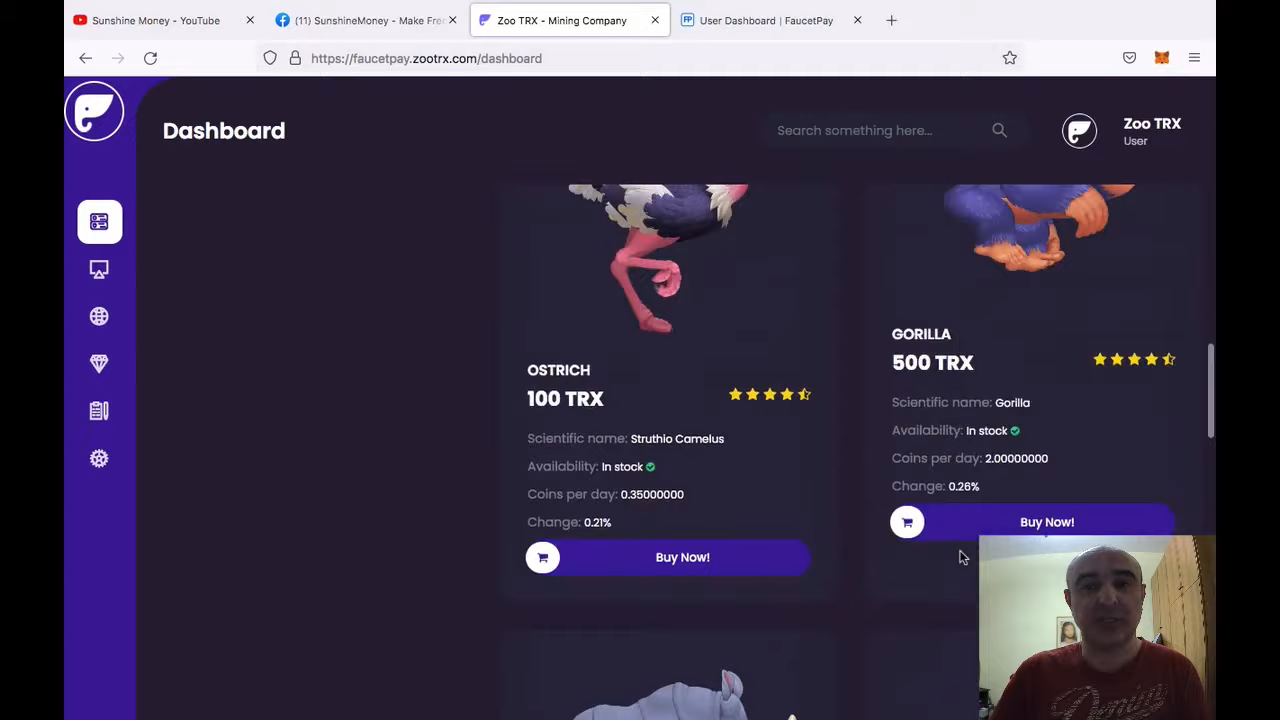 Sunshine Money - YouTube
(11) SunshineMoney - Make Free
Zoo TRX - Mining Company
FP
User Dashboard | FaucetPay
https://faucetpay.zootrx.com/dashboard
Dashboard
Search something here...
Zoo TRX
User
OSTRICH
100 TRX
Scientific name: Struthio Camelus
Availability: In stock
Coins per day: 0.35000000
Change: 0.21%
Buy Now!
GORILLA
500 TRX
Scientific name: Gorilla
Availability: In stock
Coins per day: 2.00000000
Change: 0.26%
Buy Now!